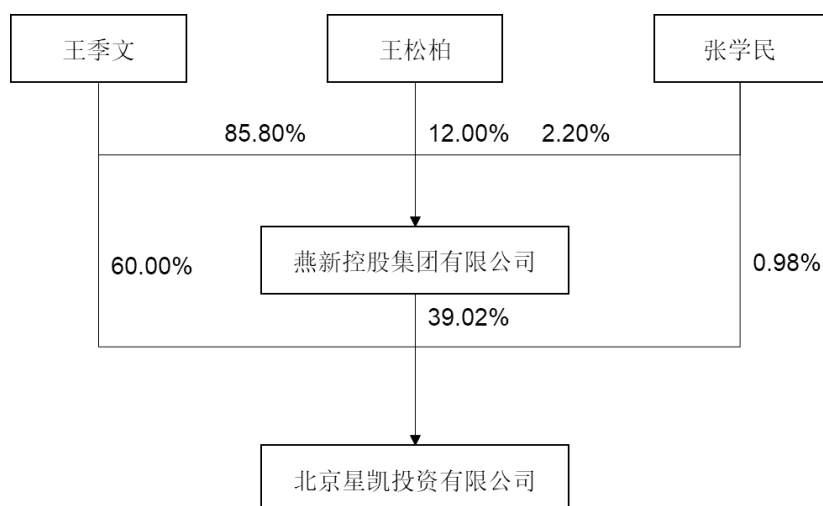 王季文
王松柏
张学民
85.80%
12.00%
2.20%
燕新控股集团有限公司
60.00%
0.98%
39.02%
北京星凯投资有限公司